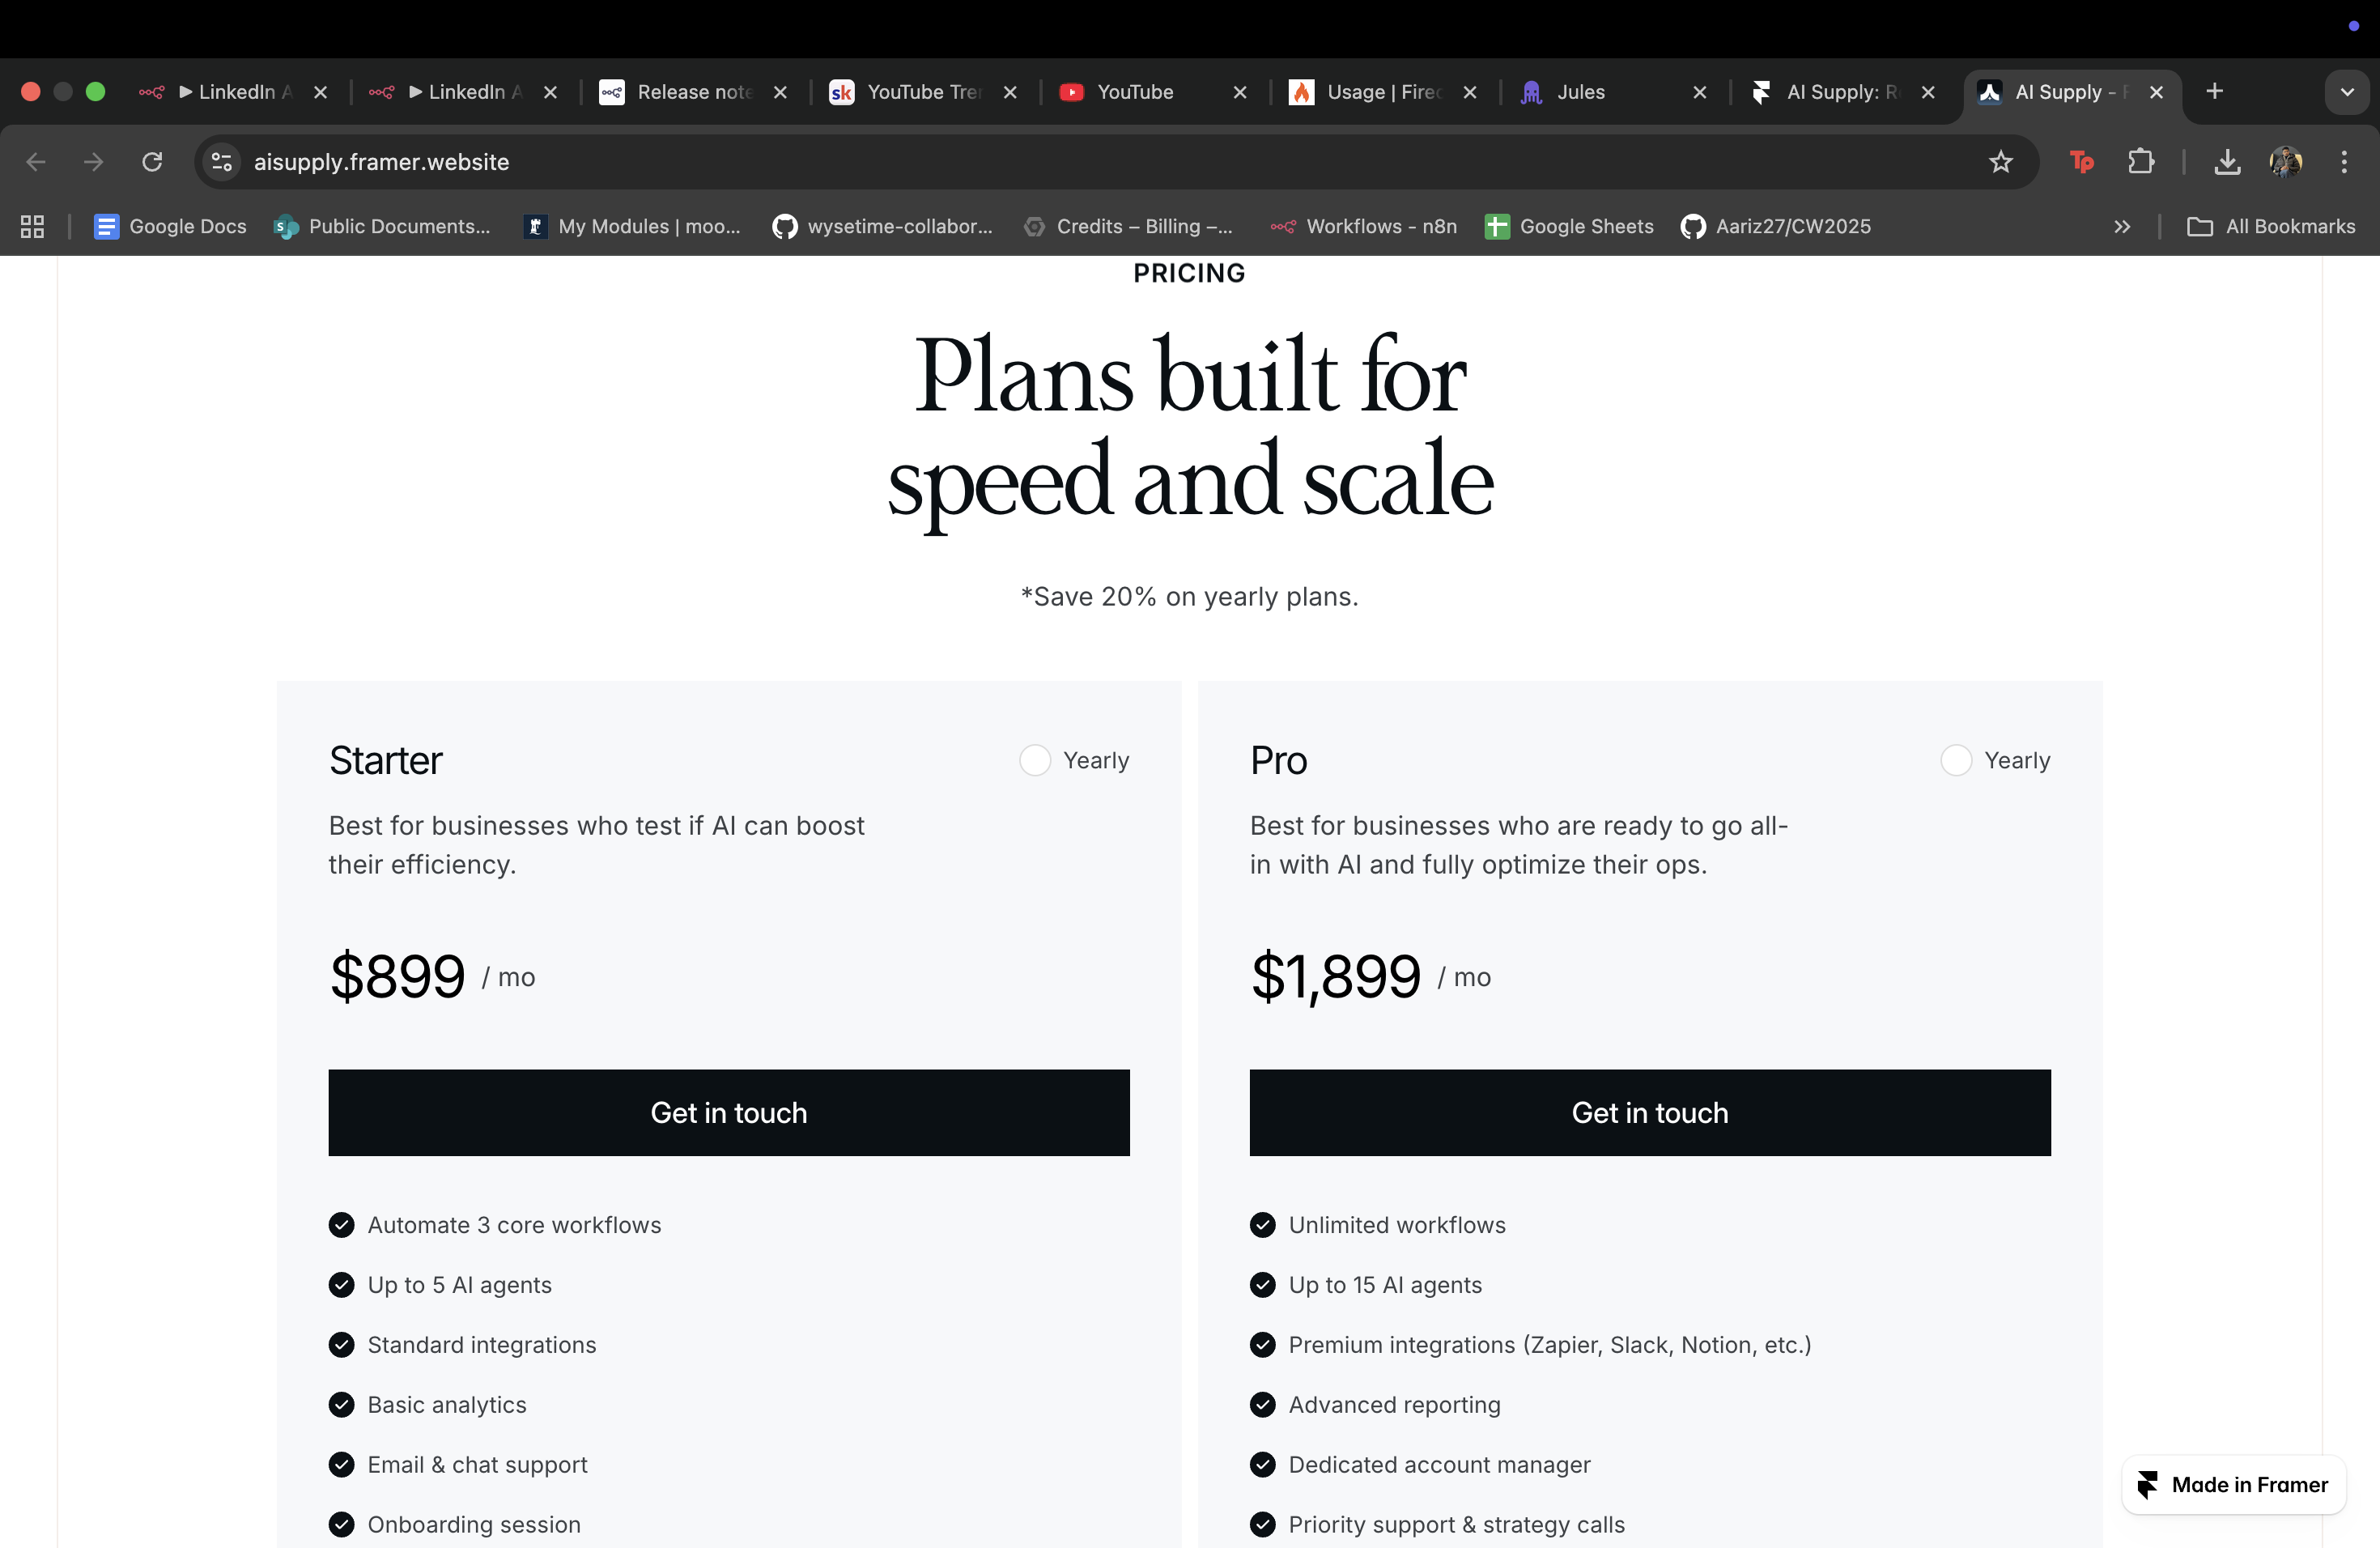 LinkedIn A
LinkedIn A
Release note
sk
YouTube Tre
YouTube
Usage | Firec
Jules
AI Supply: R
AI Supply -
aisupply.framer.website
Tp
Google Docs
Public Documents...
My Modules | moo...
wysetime-collabor...
Credits – Billing –...
Workflows - n8n
Google Sheets
Aariz27/CW2025
All Bookmarks
PRICING
Plans built for
speed and scale
*Save 20% on yearly plans.
Starter
Yearly
Best for businesses who test if AI can boost
their efficiency.
$899 / mo
Get in touch
Automate 3 core workflows
Up to 5 AI agents
Standard integrations
Basic analytics
Email & chat support
Onboarding session
Pro
Yearly
Best for businesses who are ready to go all-
in with AI and fully optimize their ops.
$1,899 / mo
Get in touch
Unlimited workflows
Up to 15 AI agents
Premium integrations (Zapier, Slack, Notion, etc.)
Advanced reporting
Dedicated account manager
Priority support & strategy calls
Made in Framer